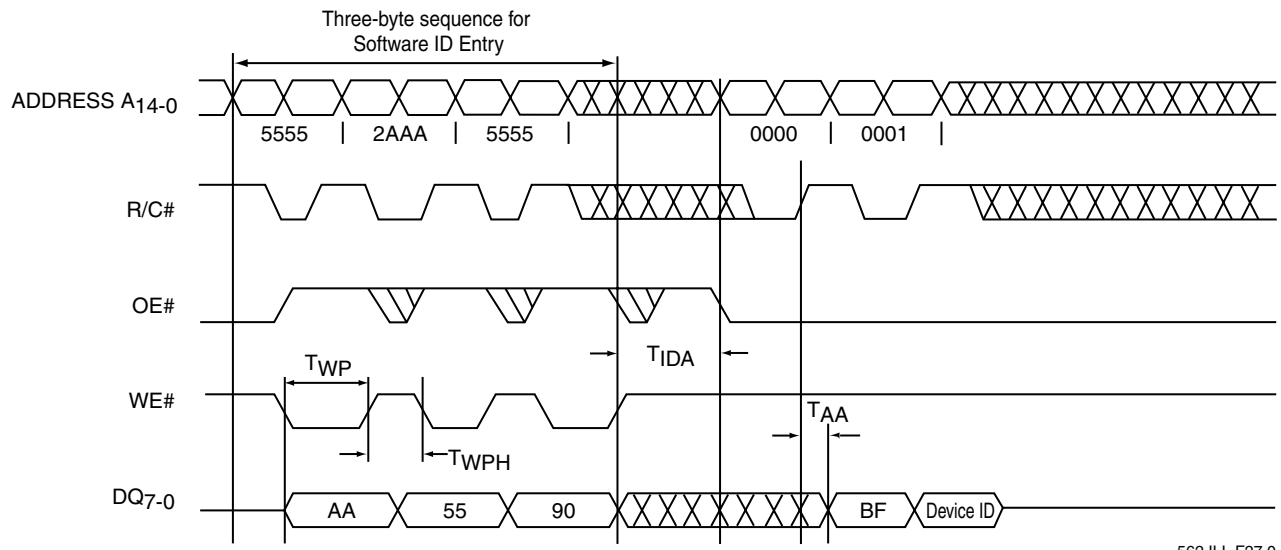 Three-byte sequence for
Software ID Entry
ADDRESS A14-0
5555 | 2AAA | 5555 | 0000 | 0001 |
R/C#
OE#
TIDA
TWP
WE#
TAA
TWPH
DQ7-0
AA 55 90 BF Device ID